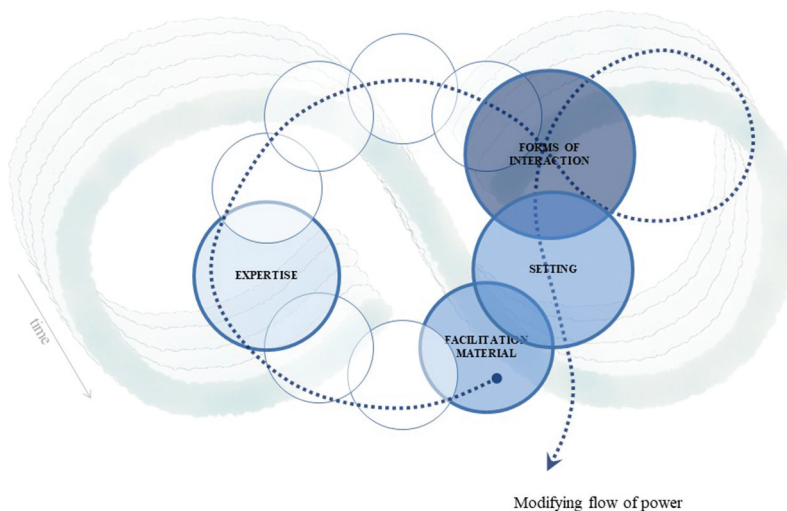 FORMS OF
INTERACTION
EXPERTISE
SETTING
FACILITATION
MATERIAL
time
Modifying flow of power